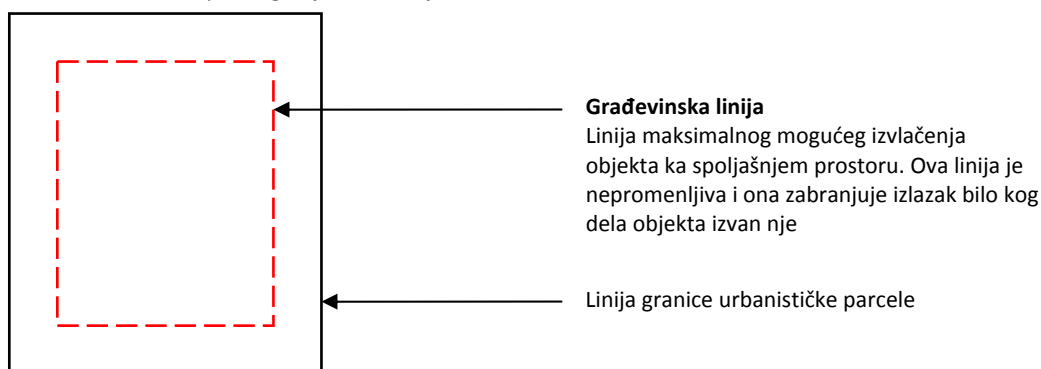 Građevinska linija
Linija maksimalnog mogućeg izvlačenja
objekta ka spoljašnjem prostoru. Ova linija je
nepromenljiva i ona zabranjuje izlazak bilo kog
dela objekta izvan nje
Linija granice urbanističke parcele